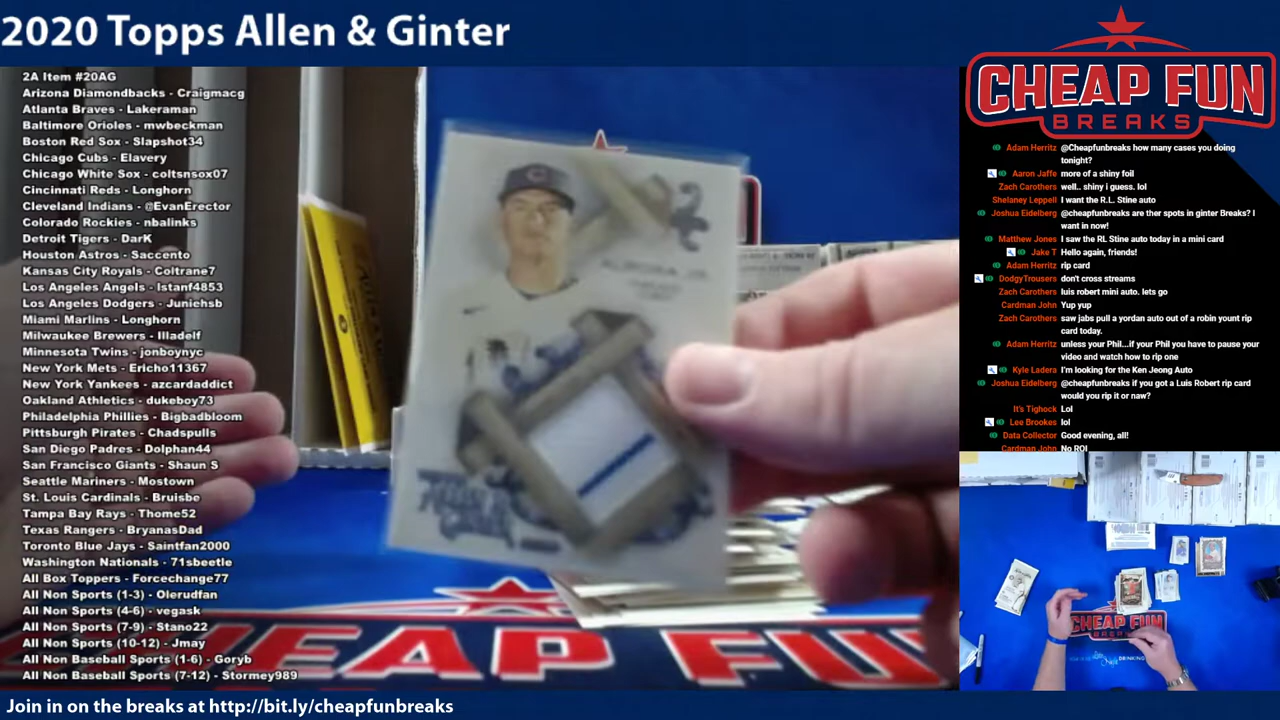 2020 Topps Allen & Ginter
2A Item #20AG
Arizona Diamondbacks - Craigmacg
Atlanta Braves - Lakeraman
Baltimore Orioles - mwbeckman
Boston Red Sox - Slapshot34
Chicago Cubs - Elavery
Chicago White Sox - coltsnsox07
Cincinnati Reds - Longhorn
Cleveland Indians - @EvanErector
Colorado Rockies - nbalinks
Detroit Tigers - DarK
Houston Astros - Saccento
Kansas City Royals - Coltrane7
Los Angeles Angels - Istanf4853
Los Angeles Dodgers - Juniehsb
Miami Marlins - Longhorn
Milwaukee Brewers - Illadelf
Minnesota Twins - jonboynyc
New York Mets - Ericho11367
New York Yankees - azcardaddict
Oakland Athletics - dukeboy73
Philadelphia Phillies - Bigbadbloom
Pittsburgh Pirates - Chadspulls
San Diego Padres - Dolphan44
San Francisco Giants - Shaun S
Seattle Mariners - Mostown
St. Louis Cardinals - Bruisbe
Tampa Bay Rays - Thome52
Texas Rangers - BryanasDad
Toronto Blue Jays - Saintfan2000
Washington Nationals - 71sbeetle
All Box Toppers - Forcechange77
All Non Sports (1-3) - Olerudfan
All Non Sports (4-6) - vegask
All Non Sports (7-9) - Stano22
All Non Sports (10-12) - Jmay
All Non Baseball Sports (1-6) - Goryb
All Non Baseball Sports (7-12) - Stormey989
CHEAP FU
CHEAP FUN
BREAKS
Adam Herritz @Cheapfunbreaks how many cases you doing
tonight?
Aaron Jaffe more of a shiny foil
Zach Carothers well.. shiny i guess. lol
Shelaney Leppell I want the R.L. Stine auto
Joshua Eidelberg @cheapfunbreaks are ther spots in ginter Breaks? I
want in now!
Matthew Jones I saw the RL Stine auto today in a mini card
Jake T Hello again, friends!
Adam Herritz rip card
DodgyTrousers don't cross streams
Zach Carothers luis robert mini auto. lets go
Cardman John Yup yup
Zach Carothers saw jabs pull a yordan auto out of a robin yount rip
card today.
Adam Herritz unless your Phil...if your Phil you have to pause your
video and watch how to rip one
Kyle Ladera I'm looking for the Ken Jeong Auto
Joshua Eidelberg @cheapfunbreaks if you got a Luis Robert rip card
would you rip it or naw?
It's Tighock Lol
Lee Brookes lol
Data Collector Good evening, all!
Cardman John No ROI
CHEAP FUN
BREAKS
DRINKING
Join in on the breaks at http://bit.ly/cheapfunbreaks